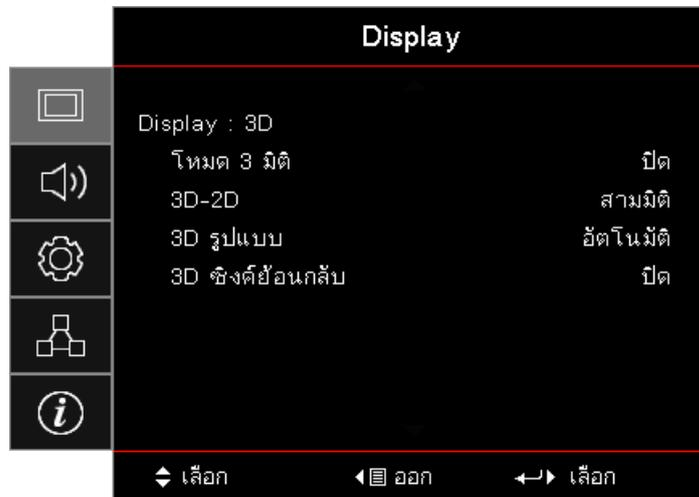 Display
Display : 3D
โหมด 3 มิติ ปิด
3D-2D สามมิติ
3D รูปแบบ อัตโนมัติ
3D ซิงค์ย้อนกลับ ปิด
เลือก ออก เลือก